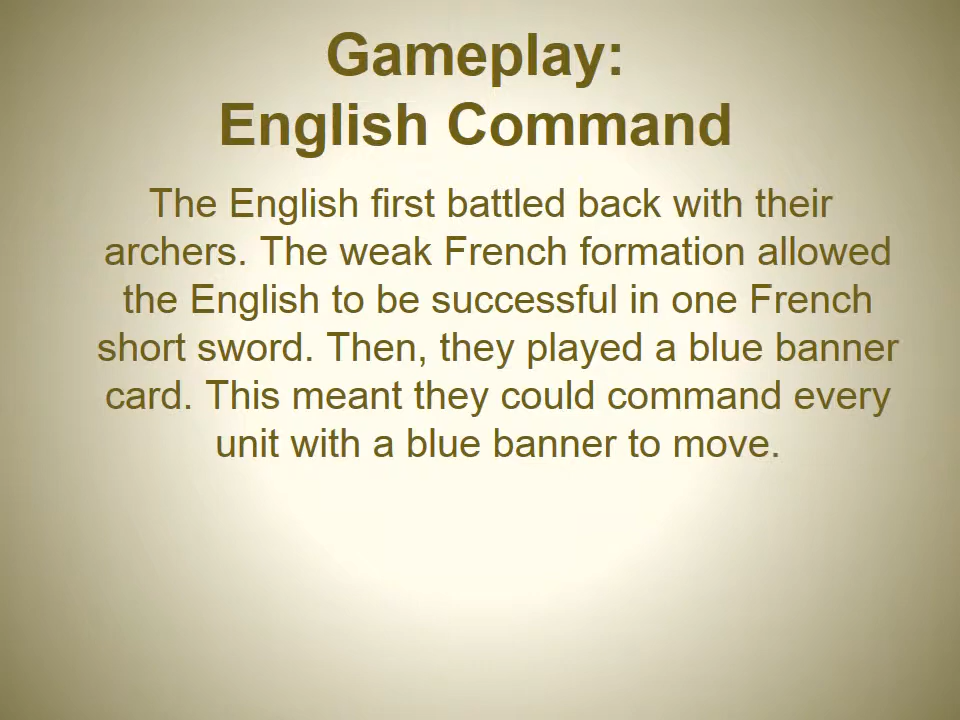 Gameplay:
English Command
The English first battled back with their
archers. The weak French formation allowed
the English to be successful in one French
short sword. Then, they played a blue banner
card. This meant they could command every
unit with a blue banner to move.